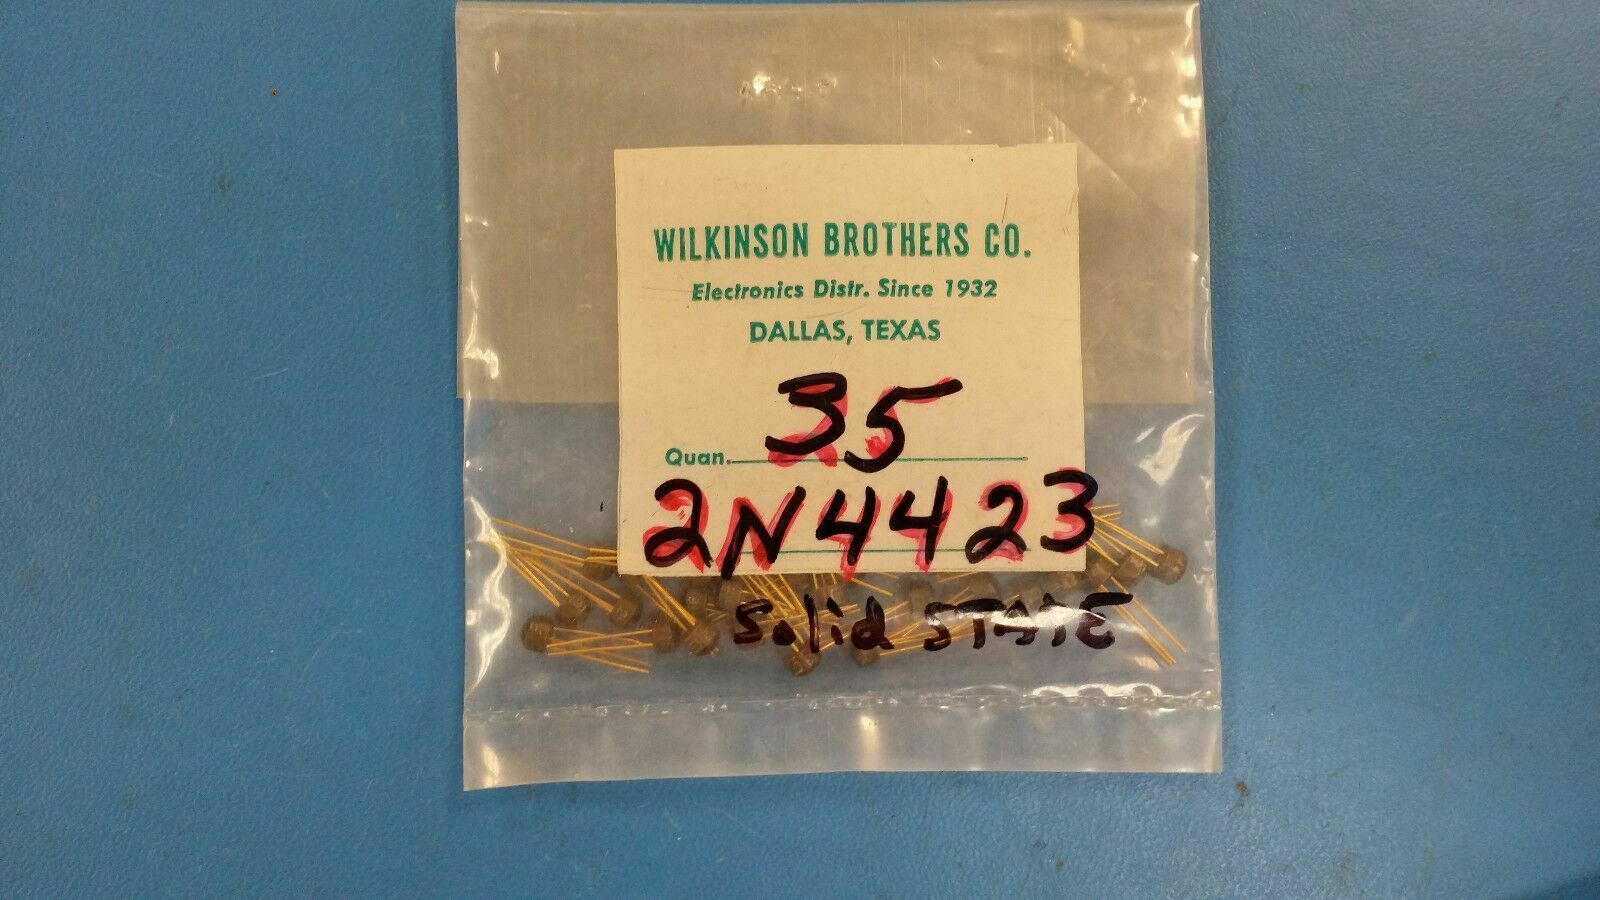 WILKINSON BROTHERS CO.
Electronics Distr. Since 1932
DALLAS, TEXAS
Quan. 35
2N4423
Solid STATE